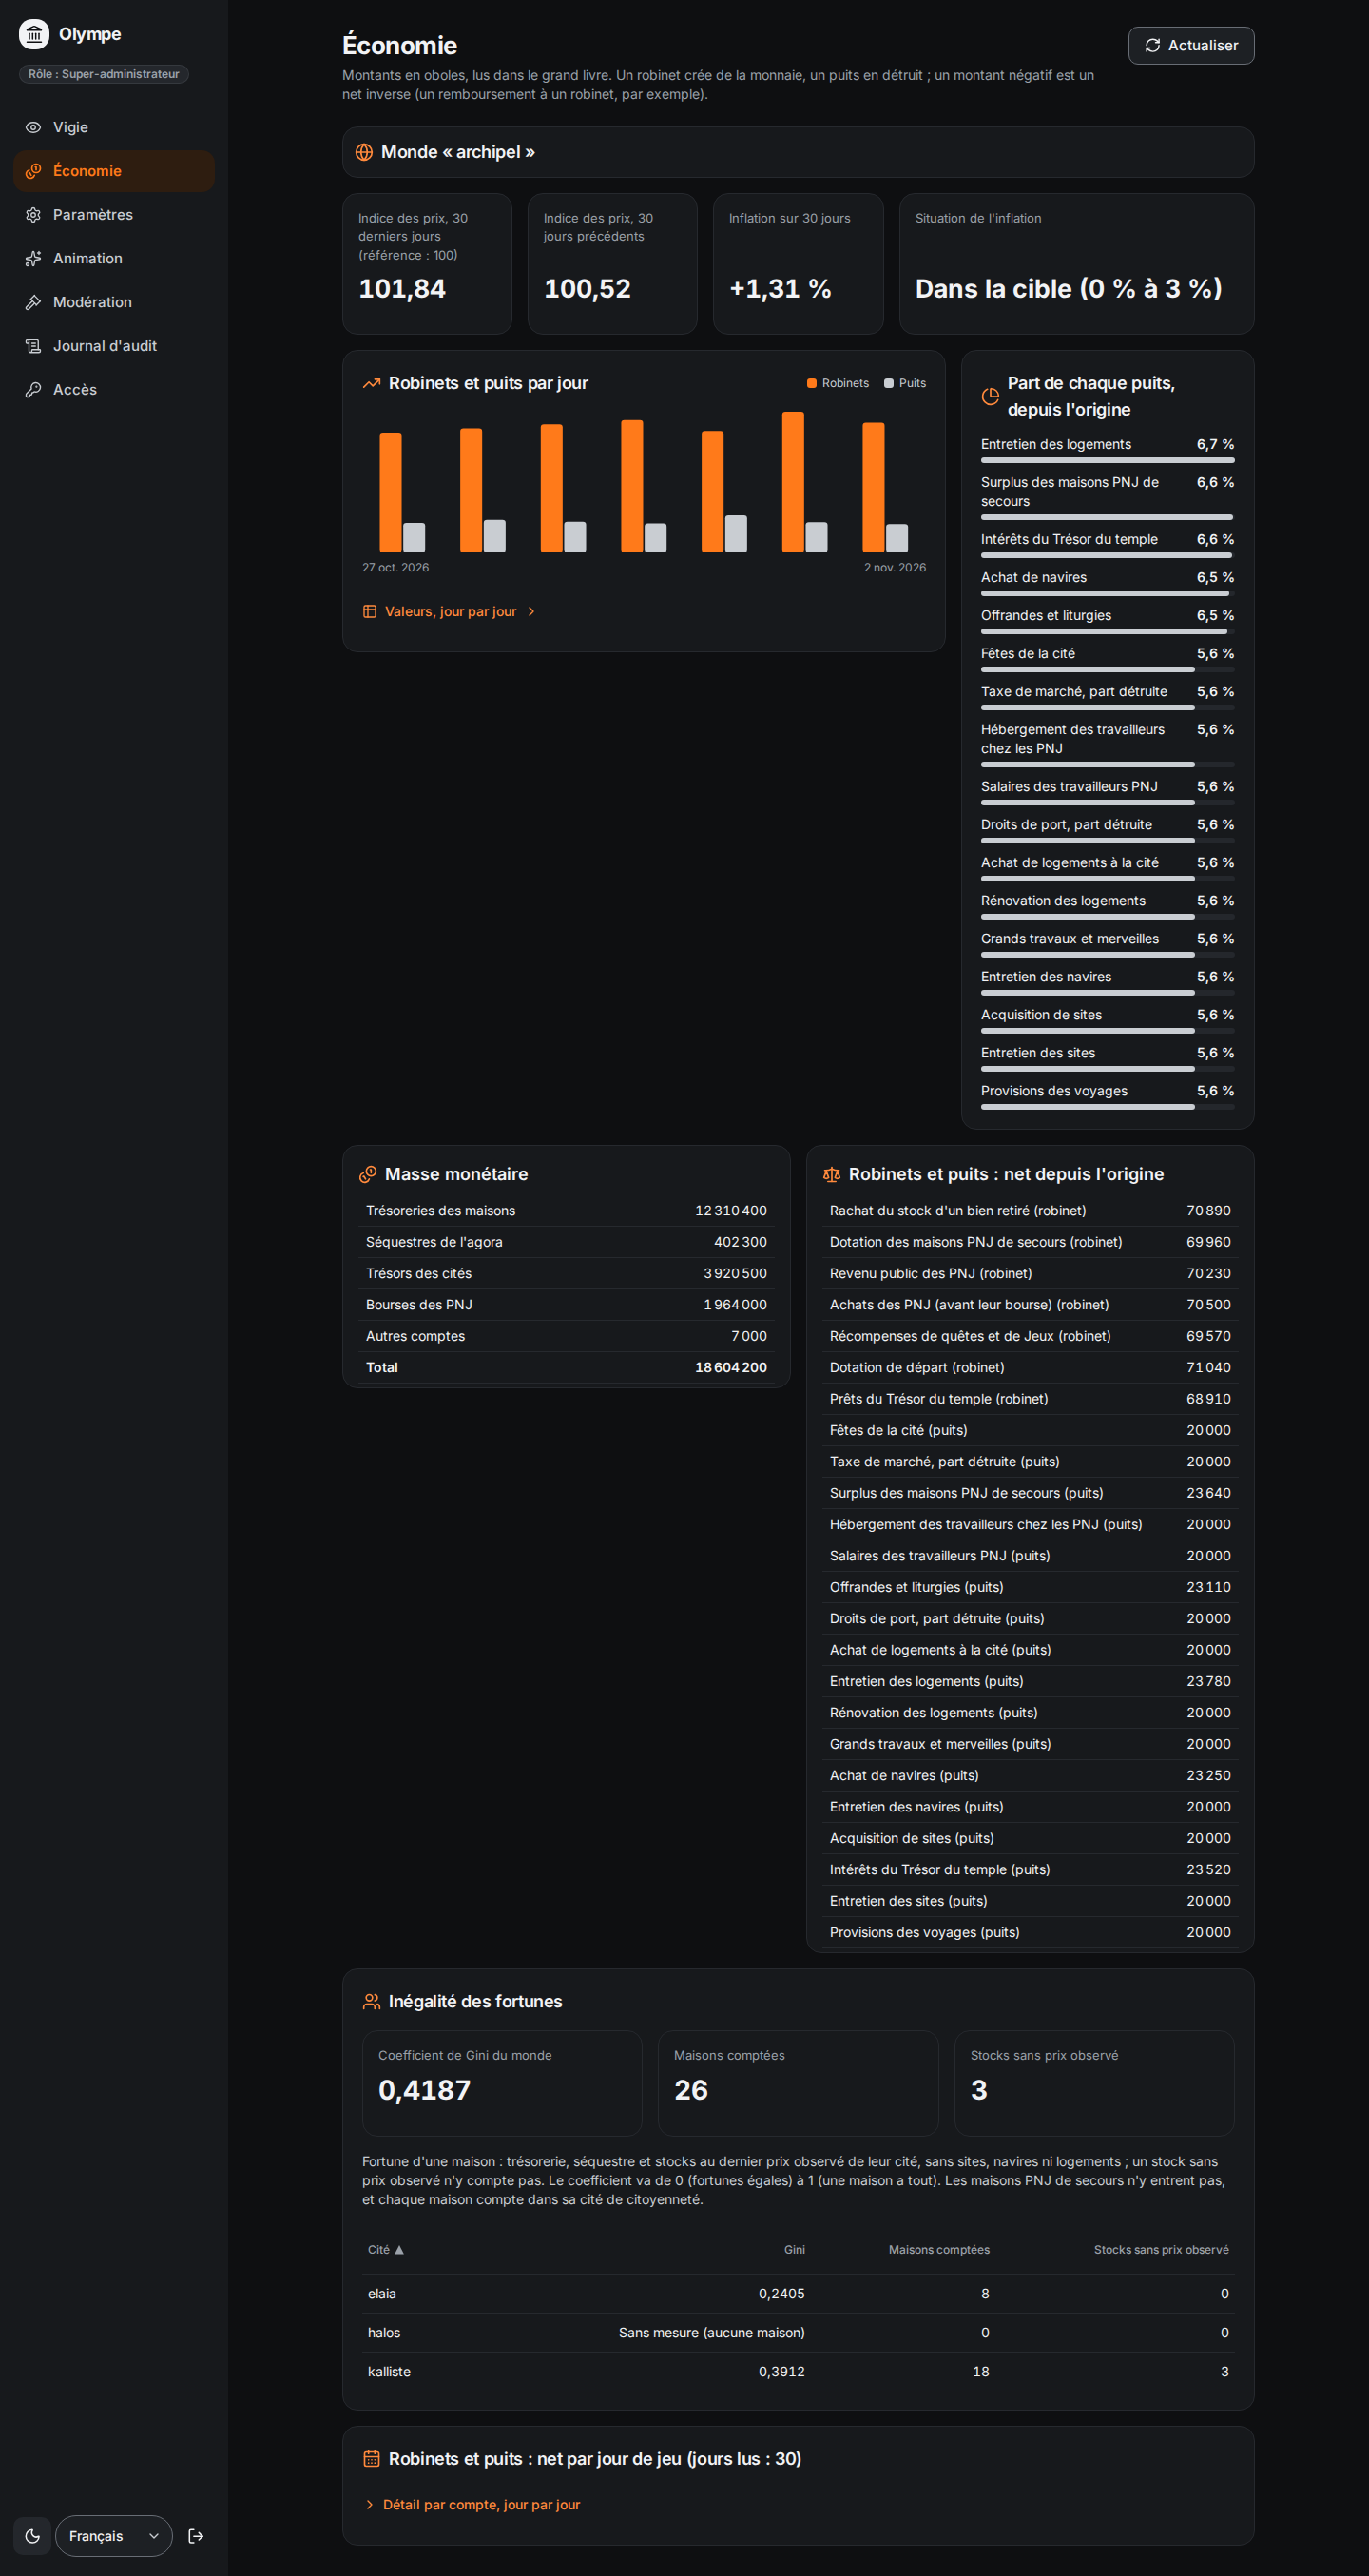 Olympe
Rôle : Super-administrateur
Vigie
Économie
Paramètres
Animation
Modération
Journal d'audit
Accès
Français
Économie
Actualiser
Montants en oboles, lus dans le grand livre. Un robinet crée de la monnaie, un puits en détruit ; un montant négatif est un
net inverse (un remboursement à un robinet, par exemple).
Monde « archipel »
Indice des prix, 30
derniers jours
(référence : 100)
101,84
Indice des prix, 30
jours précédents
100,52
Inflation sur 30 jours
+1,31 %
Situation de l'inflation
Dans la cible (0 % à 3 %)
Robinets et puits par jour
Robinets
Puits
27 oct. 2026
2 nov. 2026
Valeurs, jour par jour
Part de chaque puits,
depuis l'origine
Entretien des logements 6,7 %
Surplus des maisons PNJ de 6,6 %
secours
Intérêts du Trésor du temple 6,6 %
Achat de navires 6,5 %
Offrandes et liturgies 6,5 %
Fêtes de la cité 5,6 %
Taxe de marché, part détruite 5,6 %
Hébergement des travailleurs 5,6 %
chez les PNJ
Salaires des travailleurs PNJ 5,6 %
Droits de port, part détruite 5,6 %
Achat de logements à la cité 5,6 %
Rénovation des logements 5,6 %
Grands travaux et merveilles 5,6 %
Entretien des navires 5,6 %
Acquisition de sites 5,6 %
Entretien des sites 5,6 %
Provisions des voyages 5,6 %
Masse monétaire
Trésoreries des maisons 12 310 400
Séquestres de l'agora 402 300
Trésors des cités 3 920 500
Bourses des PNJ 1 964 000
Autres comptes 7 000
Total 18 604 200
Robinets et puits : net depuis l'origine
Rachat du stock d'un bien retiré (robinet) 70 890
Dotation des maisons PNJ de secours (robinet) 69 960
Revenu public des PNJ (robinet) 70 230
Achats des PNJ (avant leur bourse) (robinet) 70 500
Récompenses de quêtes et de Jeux (robinet) 69 570
Dotation de départ (robinet) 71 040
Prêts du Trésor du temple (robinet) 68 910
Fêtes de la cité (puits) 20 000
Taxe de marché, part détruite (puits) 20 000
Surplus des maisons PNJ de secours (puits) 23 640
Hébergement des travailleurs chez les PNJ (puits) 20 000
Salaires des travailleurs PNJ (puits) 20 000
Offrandes et liturgies (puits) 23 110
Droits de port, part détruite (puits) 20 000
Achat de logements à la cité (puits) 20 000
Entretien des logements (puits) 23 780
Rénovation des logements (puits) 20 000
Grands travaux et merveilles (puits) 20 000
Achat de navires (puits) 23 250
Entretien des navires (puits) 20 000
Acquisition de sites (puits) 20 000
Intérêts du Trésor du temple (puits) 23 520
Entretien des sites (puits) 20 000
Provisions des voyages (puits) 20 000
Inégalité des fortunes
Coefficient de Gini du monde
0,4187
Maisons comptées
26
Stocks sans prix observé
3
Fortune d'une maison : trésorerie, séquestre et stocks au dernier prix observé de leur cité, sans sites, navires ni logements ; un stock sans
prix observé n'y compte pas. Le coefficient va de 0 (fortunes égales) à 1 (une maison a tout). Les maisons PNJ de secours n'y entrent pas,
et chaque maison compte dans sa cité de citoyenneté.
Cité ▲ Gini Maisons comptées Stocks sans prix observé
elaia 0,2405 8 0
halos Sans mesure (aucune maison) 0 0
kalliste 0,3912 18 3
Robinets et puits : net par jour de jeu (jours lus : 30)
Détail par compte, jour par jour